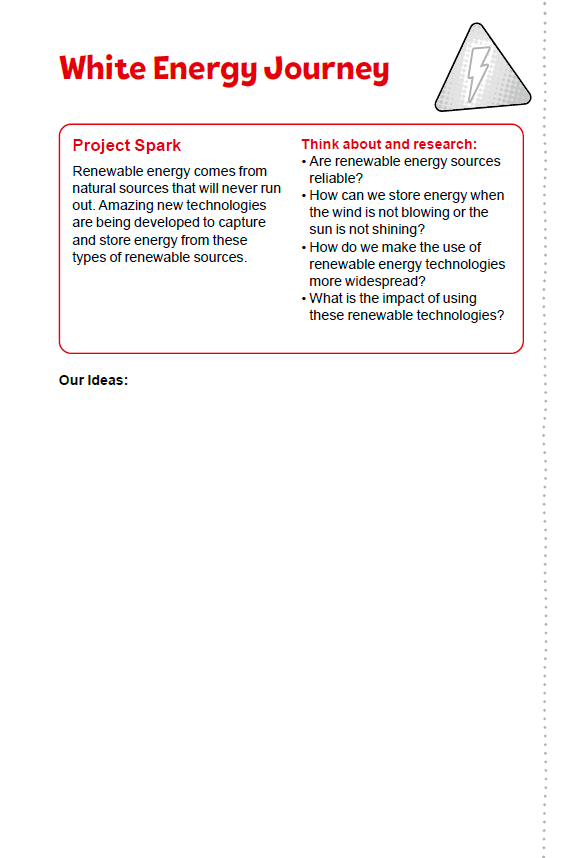 White Energy Journey
Project Spark
Renewable energy comes from
natural sources that will never run
out. Amazing new technologies
are being developed to capture
and store energy from these
types of renewable sources.
Think about and research:
• Are renewable energy sources
reliable?
• How can we store energy when
the wind is not blowing or the
sun is not shining?
• How do we make the use of
renewable energy technologies
more widespread?
• What is the impact of using
these renewable technologies?
Our Ideas: